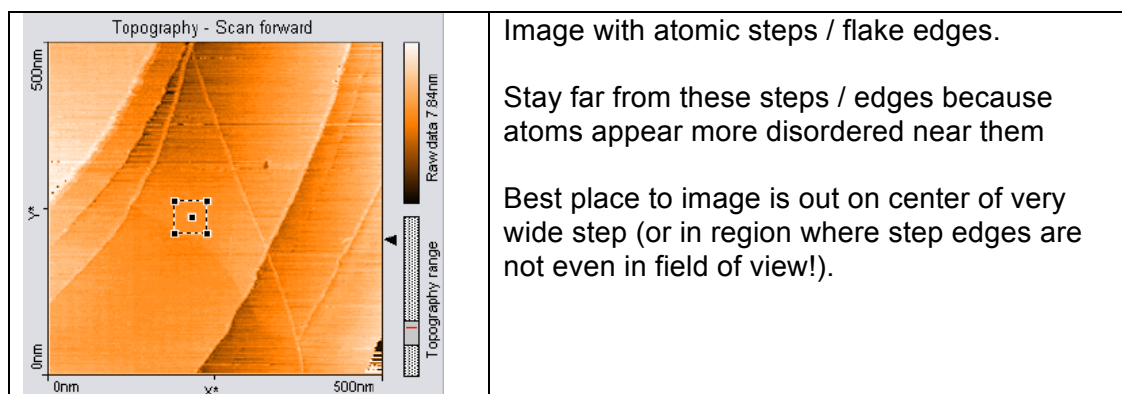 Topography - Scan forward
500nm
Y*
0nm
0nm
X*
500nm
Raw data 7.84nm
Topography range
Image with atomic steps / flake edges.
Stay far from these steps / edges because
atoms appear more disordered near them
Best place to image is out on center of very
wide step (or in region where step edges are
not even in field of view!).